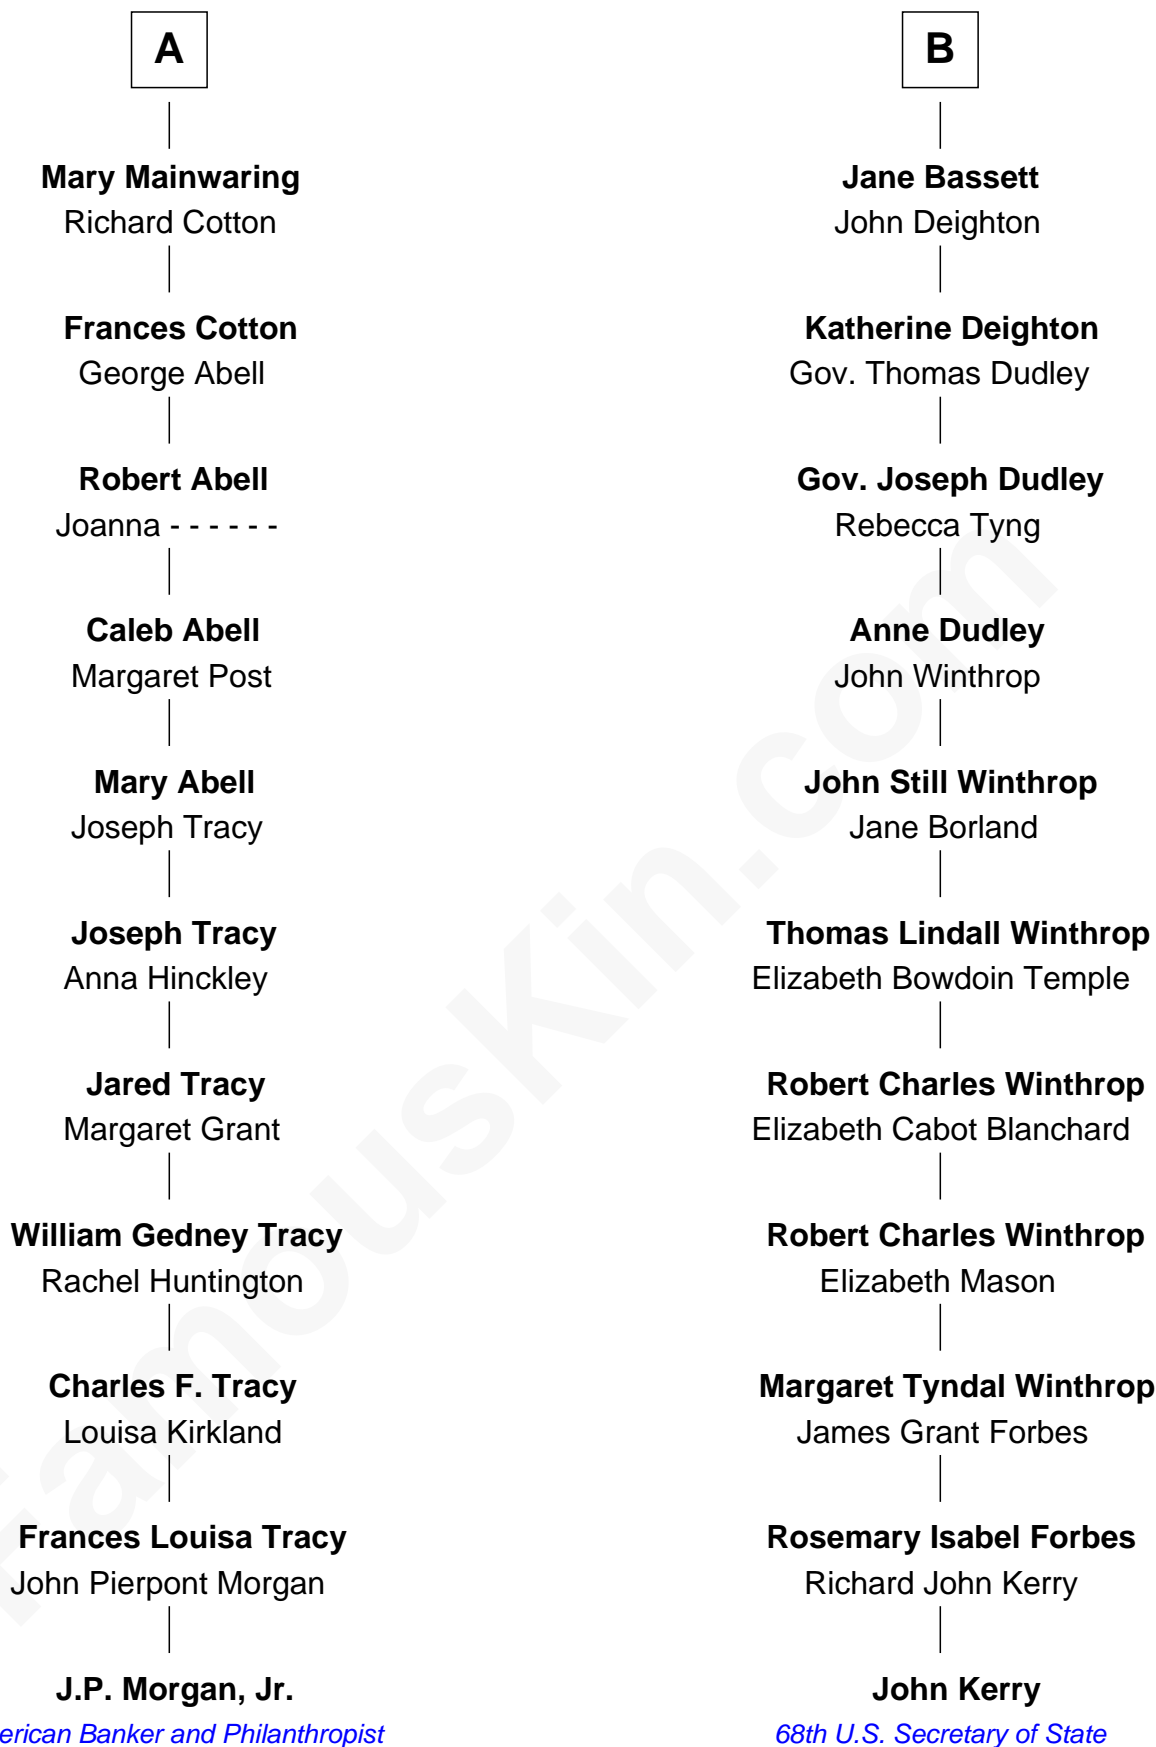 A
Mary Mainwaring
Richard Cotton
Frances Cotton
George Abell
Robert Abell
Joanna - - - - - -
Caleb Abell
Margaret Post
Mary Abell
Joseph Tracy
Joseph Tracy
Anna Hinckley
Jared Tracy
Margaret Grant
William Gedney Tracy
Rachel Huntington
Charles F. Tracy
Louisa Kirkland
Frances Louisa Tracy
John Pierpont Morgan
J.P. Morgan, Jr.
erican Banker and Philanthropist
B
Jane Bassett
John Deighton
Katherine Deighton
Gov. Thomas Dudley
Gov. Joseph Dudley
Rebecca Tyng
Anne Dudley
John Winthrop
John Still Winthrop
Jane Borland
Thomas Lindall Winthrop
Elizabeth Bowdoin Temple
Robert Charles Winthrop
Elizabeth Cabot Blanchard
Robert Charles Winthrop
Elizabeth Mason
Margaret Tyndal Winthrop
James Grant Forbes
Rosemary Isabel Forbes
Richard John Kerry
John Kerry
68th U.S. Secretary of State
FamousKin.com